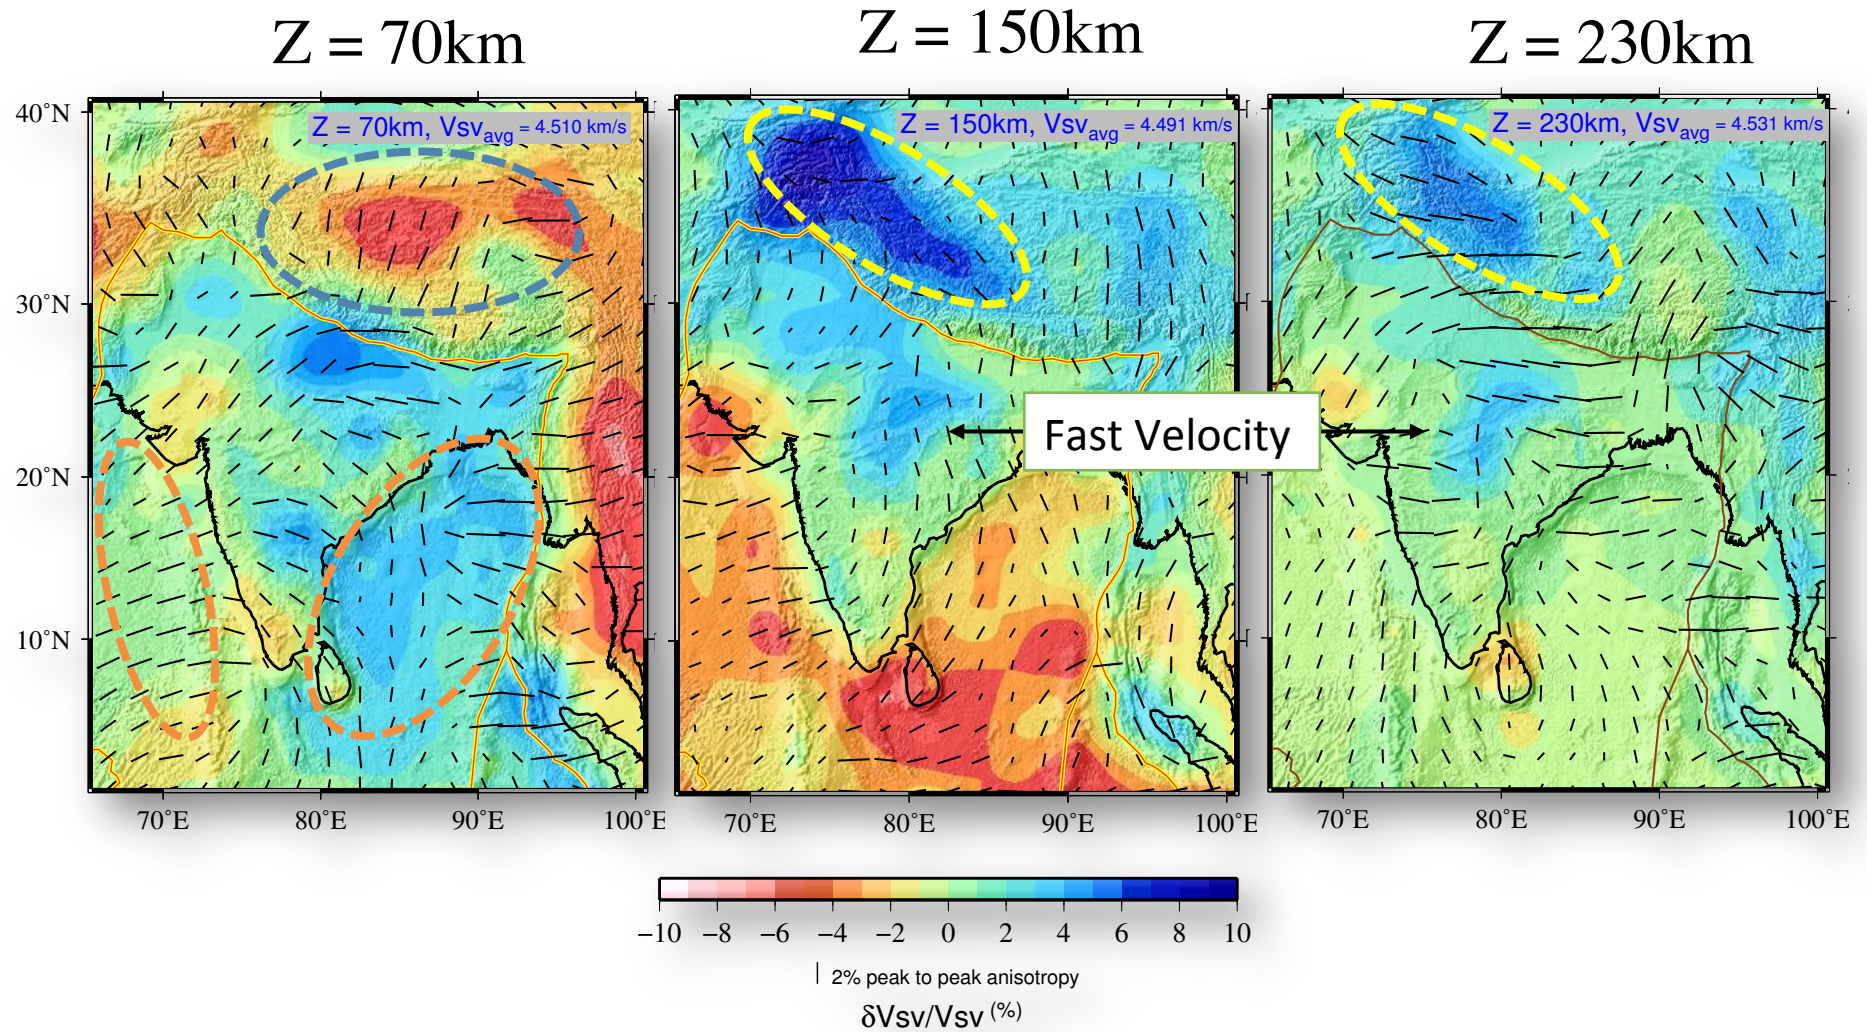 Z = 70km
Z = 150km
Z = 230km
Z = 70km, Vsvavg = 4.510 km/s
Z = 150km, Vsvavg = 4.491 km/s
Z = 230km, Vsvavg = 4.531 km/s
40°N
30°N
20°N
10°N
Fast Velocity
70°E 80°E 90°E 100°E
70°E 80°E 90°E 100°E
70°E 80°E 90°E 100°E
−10 −8 −6 −4 −2 0 2 4 6 8 10
2% peak to peak anisotropy
δVsv/Vsv (%)